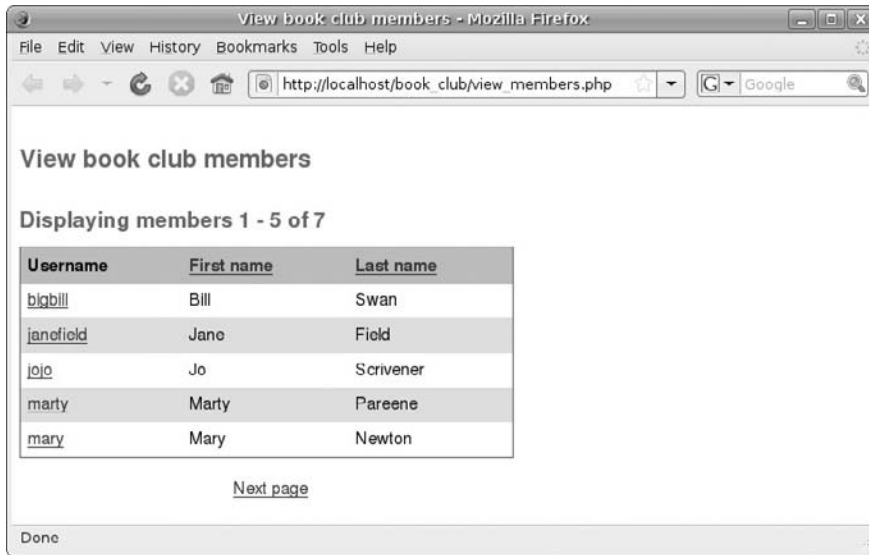 View book club members - Mozilla Firefox
File Edit View History Bookmarks Tools Help
http://localhost/book_club/view_members.php G Google
View book club members
Displaying members 1 - 5 of 7
Username First name Last name
bigbill Bill Swan
janefield Jane Field
jojo Jo Scrivener
marty Marty Pareene
mary Mary Newton
Next page
Done